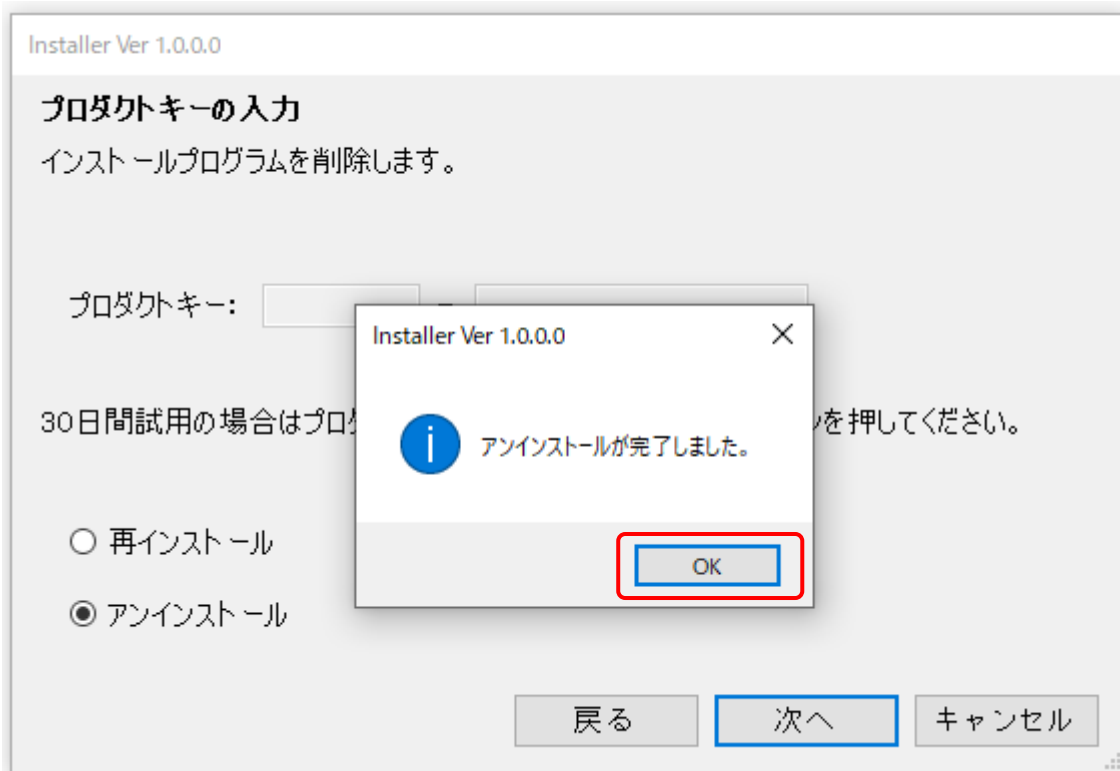 Installer Ver 1.0.0.0
プロダクトキーの入力
インストールプログラムを削除します。
プロダクトキー: -
Installer Ver 1.0.0.0
30日間試用の場合はプロ
を押してください。
アンインストールが完了しました。
再インストール
OK
アンインストール
戻る 次へ キャンセル